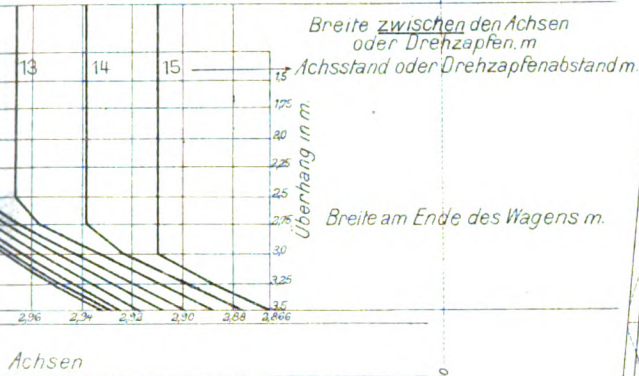 Breite zwischen den Achsen
oder Drehzapfen. m
13 14 15 Achsstand oder Drehzapfenabstand m.
1,5
1,75
2,0
2,25
2,5
2,75
3,0
3,25
3,5
Überhang in m.
Breite am Ende des Wagens m.
2,96 2,94 2,92 2,90 2,88 2,866
Achsen
0